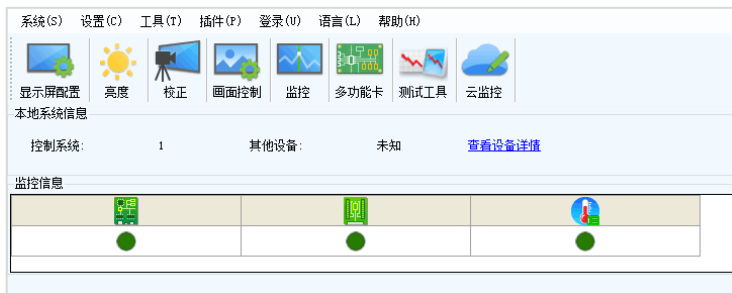 系统(S) 设置(C) 工具(T) 插件(P) 登录(U) 语言(L) 帮助(H)
显示屏配置 亮度 校正 画面控制 监控 多功能卡 测试工具 云监控
本地系统信息
控制系统: 1 其他设备: 未知 查看设备详情
监控信息